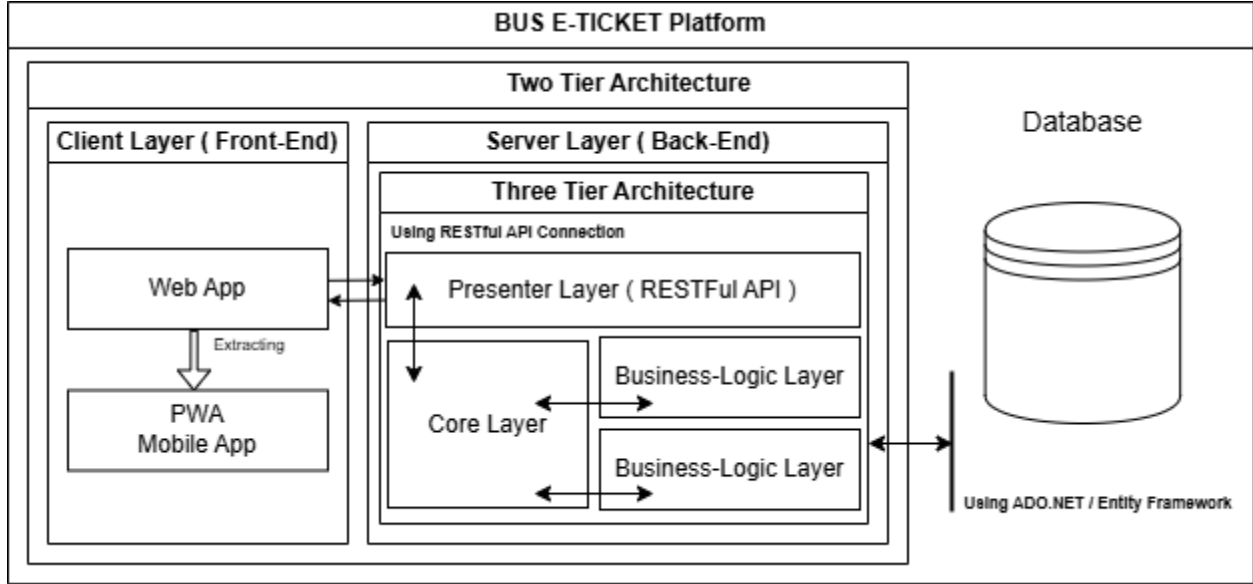 BUS E-TICKET Platform
Two Tier Architecture
Client Layer ( Front-End)
Server Layer ( Back-End)
Database
Three Tier Architecture
Using RESTful API Connection
Web App
Presenter Layer ( RESTFul API )
Extracting
PWA
Mobile App
Core Layer
Business-Logic Layer
Business-Logic Layer
Using ADO.NET / Entity Framework